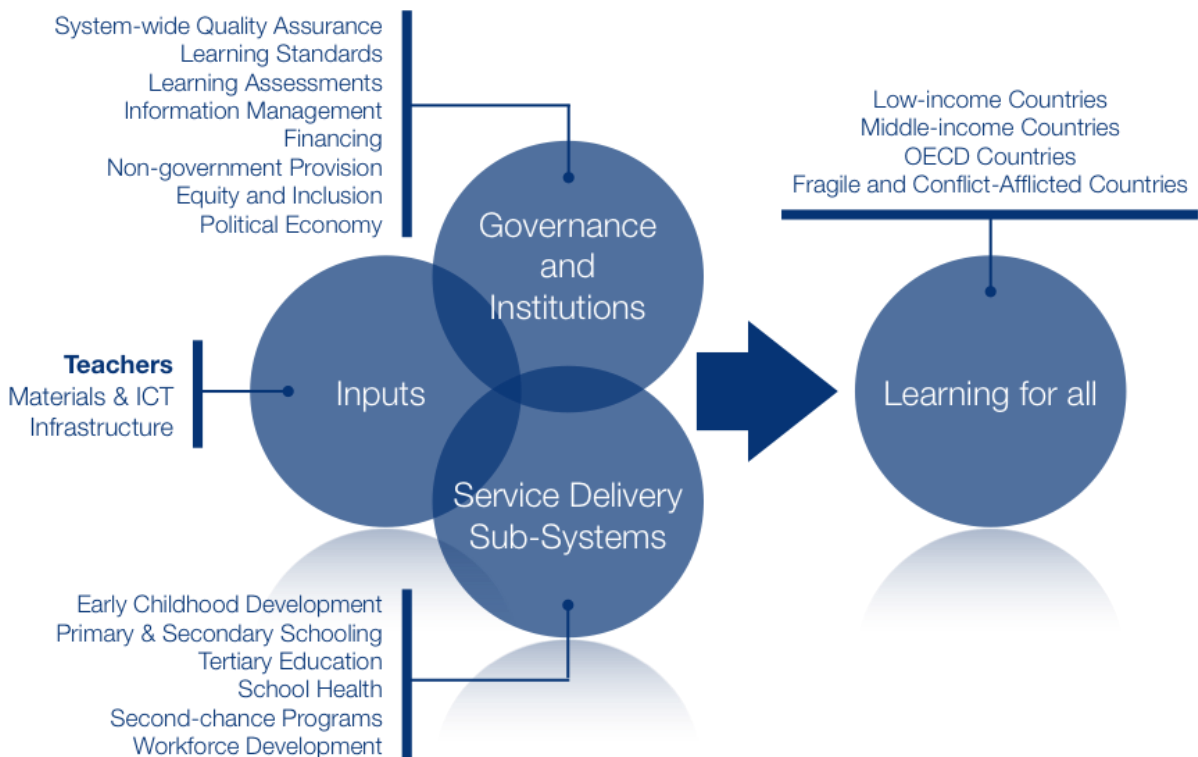 System-wide Quality Assurance
Learning Standards
Learning Assessments
Information Management
Financing
Non-government Provision
Equity and Inclusion
Political Economy
Governance
and
Institutions
Teachers
Materials & ICT
Infrastructure
Inputs
Service Delivery
Sub-Systems
Early Childhood Development
Primary & Secondary Schooling
Tertiary Education
School Health
Second-chance Programs
Workforce Development
Low-income Countries
Middle-income Countries
OECD Countries
Fragile and Conflict-Afflicted Countries
Learning for all